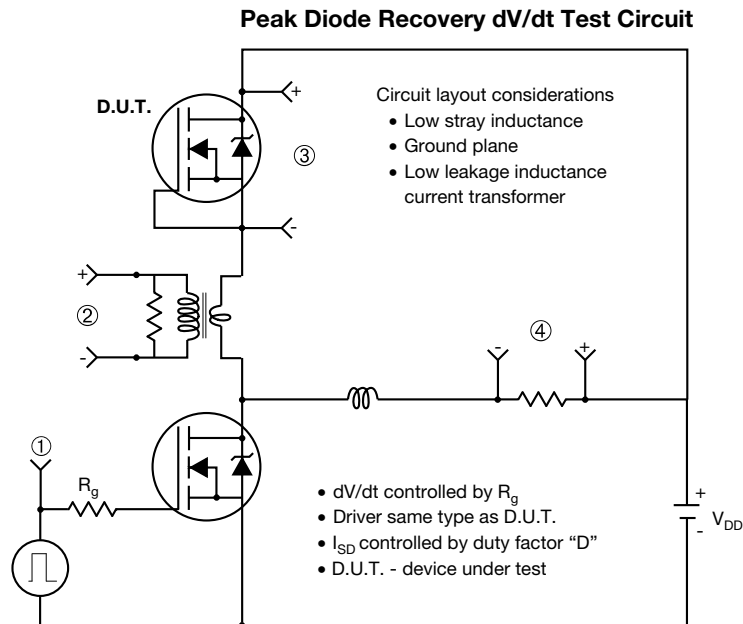 Peak Diode Recovery dV/dt Test Circuit
D.U.T.
+
-
③
Circuit layout considerations
• Low stray inductance
• Ground plane
• Low leakage inductance
current transformer
+
②
-
-
④
+
①
Rg
• dV/dt controlled by Rg
• Driver same type as D.U.T.
• ISD controlled by duty factor “D”
• D.U.T. - device under test
+
-
VDD